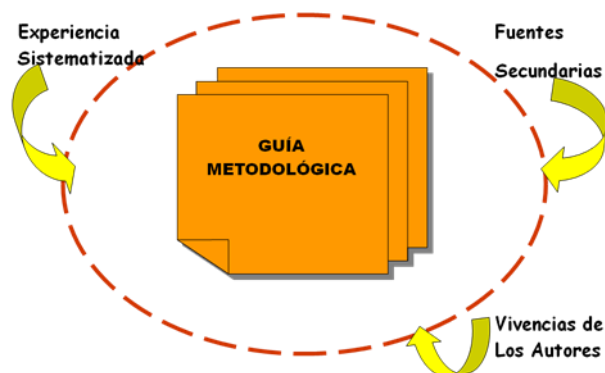 Experiencia
Sistematizada
Fuentes
Secundarias
GUÍA
METODOLÓGICA
Vivencias de
Los Autores